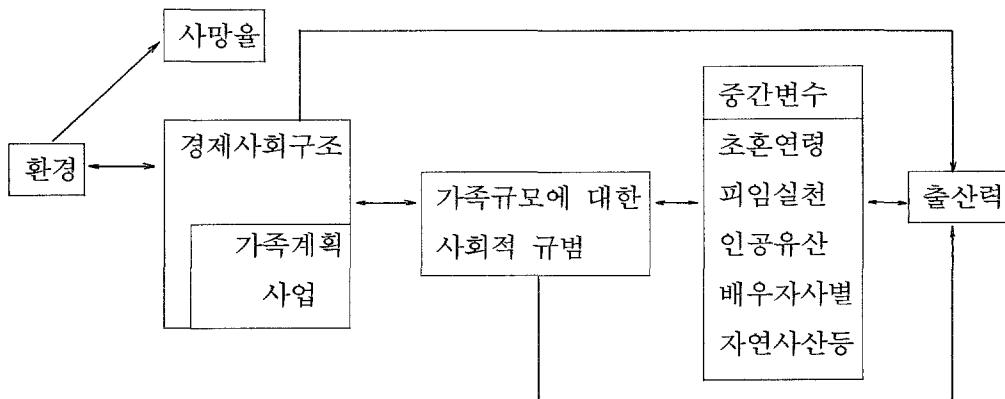 사망율
환경
경제사회구조
가족계획
사업
가족규모에 대한
사회적 규범
중간변수
초혼연령
피임실천
인공유산
배우자사별
자연사산등
출산력